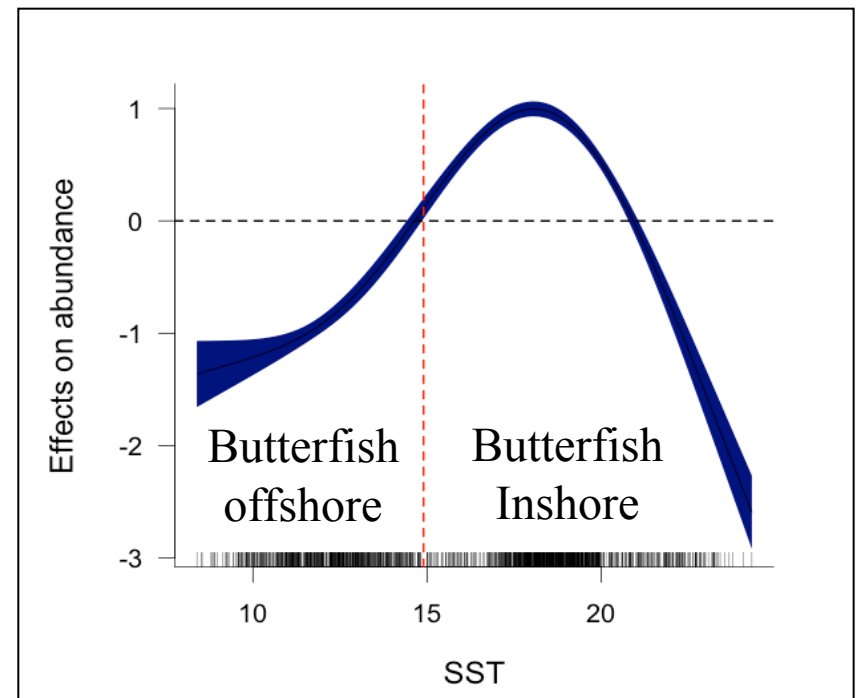 Effects on abundance
1
0
-1
-2
-3
Butterfish
offshore
Butterfish
Inshore
10
15
20
SST